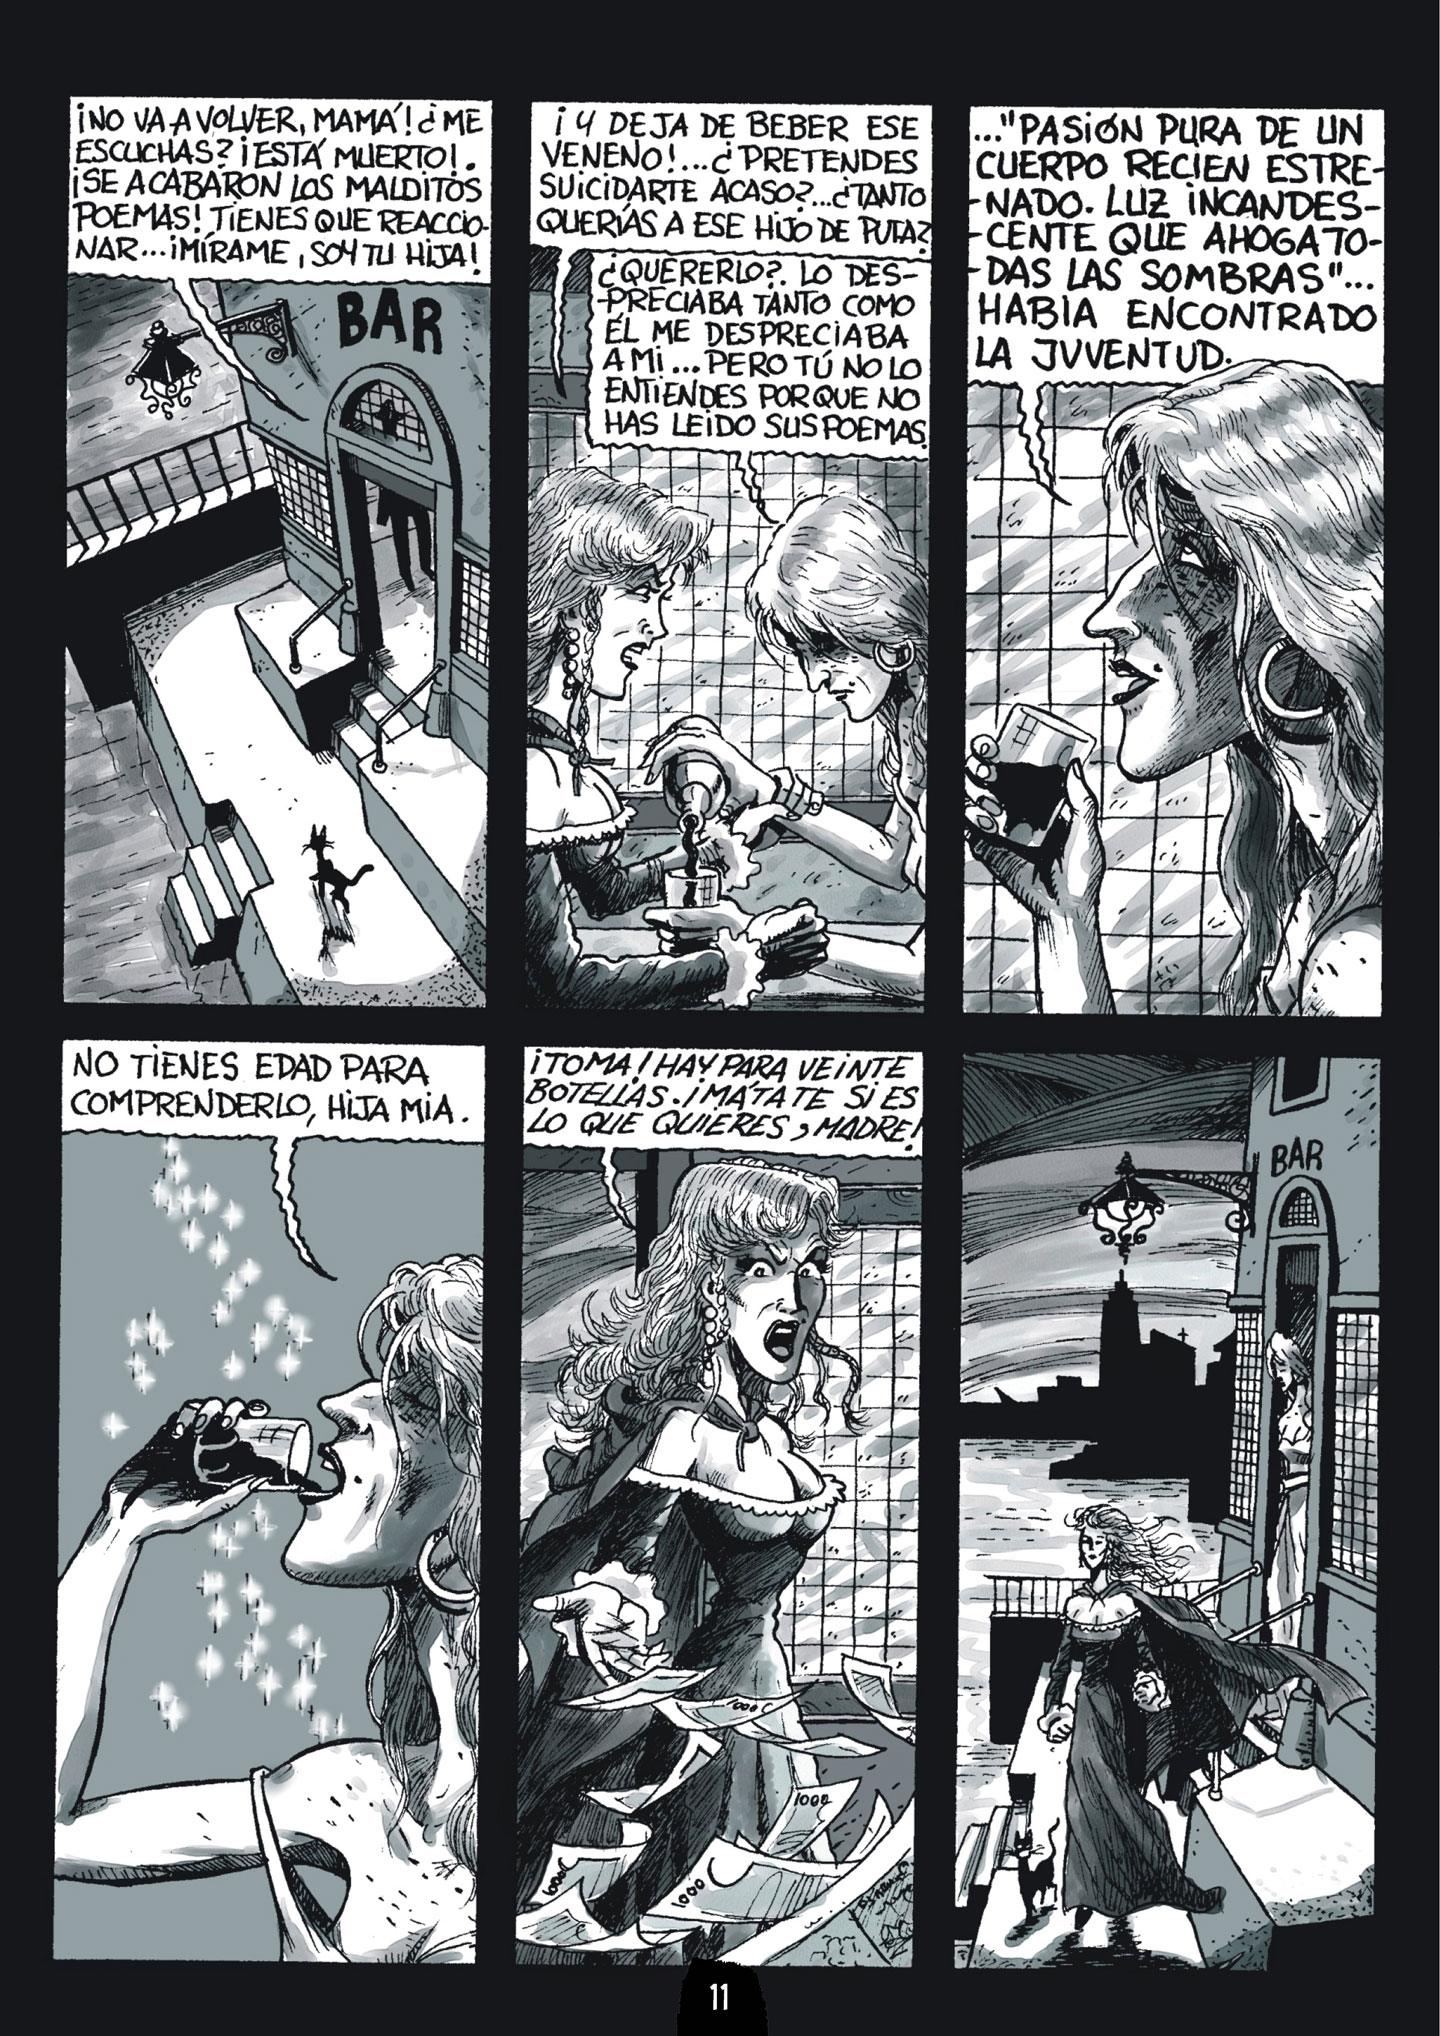 ¡NO VA A VOLVER, MAMÁ! ¿ME
ESCUCHAS? ¡ESTÁ MUERTO!.
¡SE ACABARON LOS MALDITOS
POEMAS! TIENES QUE REACCIO-
NAR... ¡MÍRAME, SOY TU HIJA!
BAR
¡Y DEJA DE BEBER ESE
VENENO!...¿PRETENDES
SUICIDARTE ACASO?...¿TANTO
QUERÍAS A ESE HIJO DE PUTA?
¿QUERERLO?. LO DES-
-PRECIABA TANTO COMO
ÉL ME DESPRECIABA
A MI... PERO TÚ NO LO
ENTIENDES PORQUE NO
HAS LEIDO SUS POEMAS.
..."PASIÓN PURA DE UN
CUERPO RECIEN ESTRE-
-NADO. LUZ INCANDES-
-CENTE QUE AHOGA TO-
-DAS LAS SOMBRAS"...
HABIA ENCONTRADO
LA JUVENTUD.
NO TIENES EDAD PARA
COMPRENDERLO, HIJA MIA.
¡TOMA! HAY PARA VEINTE
BOTELLAS. ¡MÁTATE SI ES
LO QUE QUIERES, MADRE!
1000
1000
1000
1000
BAR
11